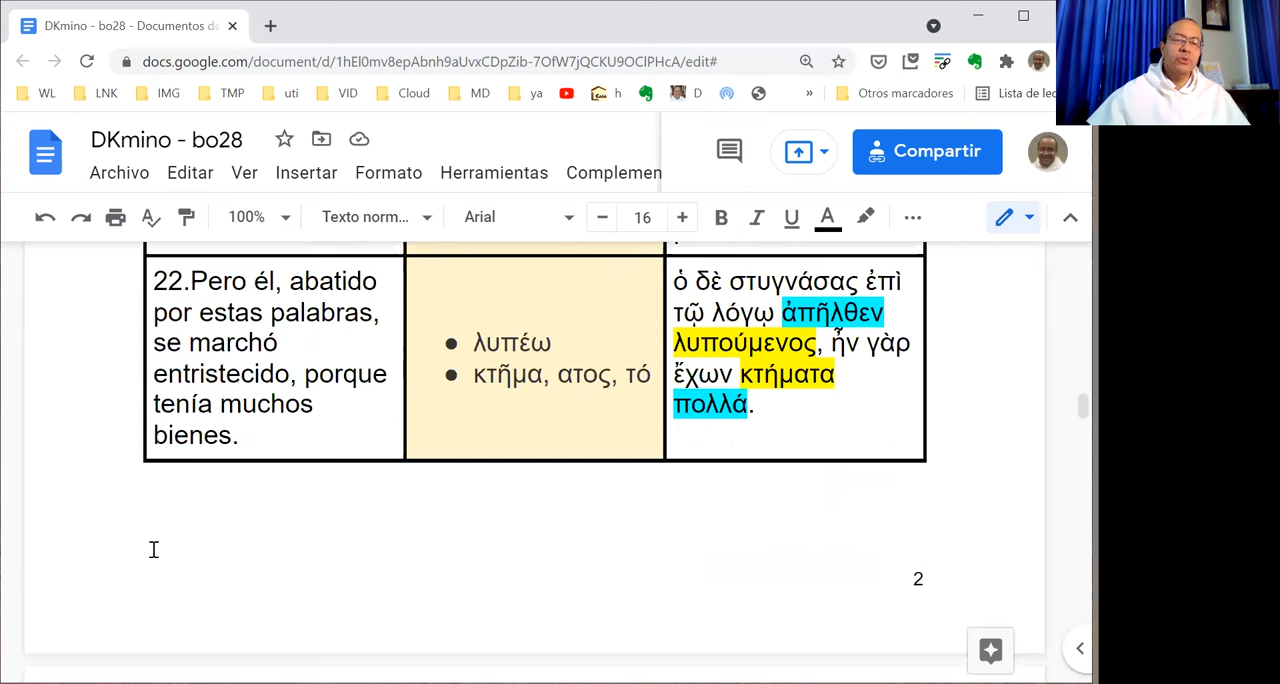 DKmino - bo28 - Documentos de
docs.google.com/document/d/1hEl0mv8epAbnh9aUvxCDpZib-7OfW7jQCKU9OClPHcA/edit#
WL LNK IMG TMP uti VID Cloud MD ya h D » Otros marcadores Lista de lec
DKmino - bo28
Compartir
Archivo Editar Ver Insertar Formato Herramientas Complemen
100% Texto norm... Arial − 16 + B I U A
22.Pero él, abatido
por estas palabras,
se marchó
entristecido, porque
tenía muchos
bienes.
● λυπέω
● κτῆμα, ατος, τό
ὁ δὲ στυγνάσας ἐπὶ
τῷ λόγῳ ἀπῆλθεν
λυπούμενος, ἦν γὰρ
ἔχων κτήματα
πολλά.
2